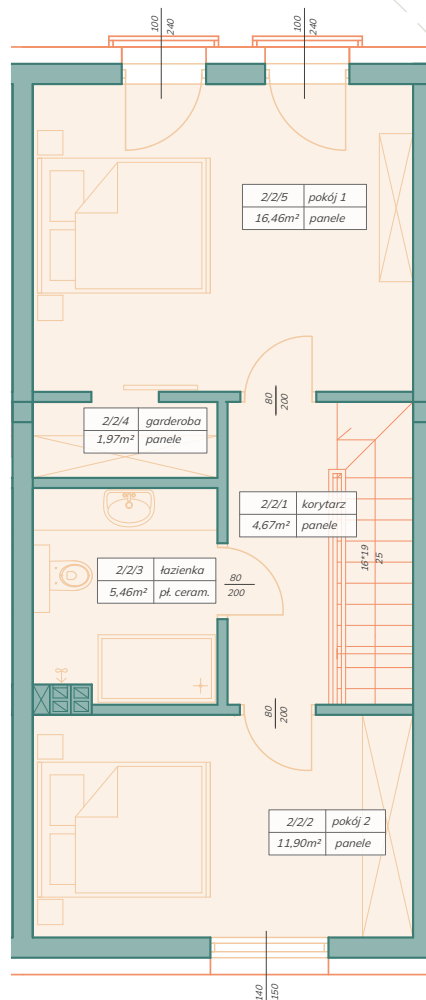 100
240
100
240
2/2/5 pokój 1
16,46m² panele
80
200
2/2/4 garderoba
1,97m² panele
2/2/1 korytarz
4,67m² panele
16*19
25
2/2/3 łazienka
5,46m² pł. ceram.
80
200
80
200
2/2/2 pokój 2
11,90m² panele
140
150